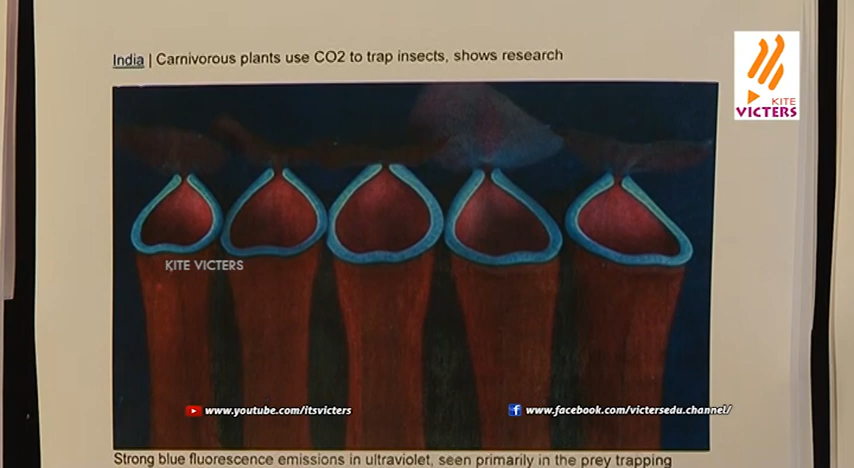 India | Carnivorous plants use CO2 to trap insects, shows research
KITE
VICTERS
KITE VICTERS
www.youtube.com/itsvicters
www.facebook.com/victersedu.channel/
Strong blue fluorescence emissions in ultraviolet, seen primarily in the prey trapping